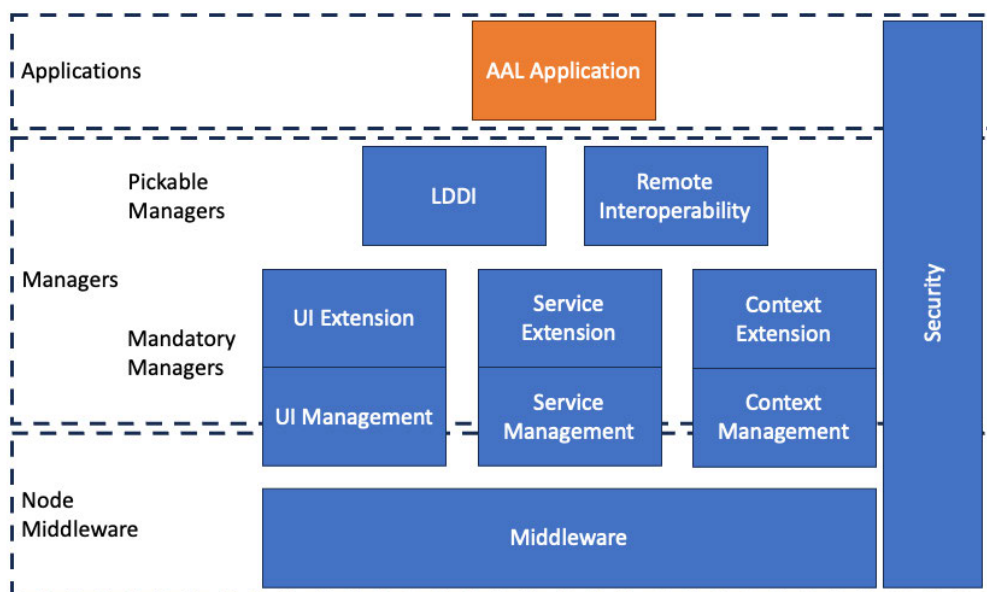 Applications
AAL Application
Pickable
Managers
LDDI
Remote
Interoperability
Managers
Mandatory
Managers
UI Extension
Service
Extension
Context
Extension
UI Management
Service
Management
Context
Management
Security
Node
Middleware
Middleware